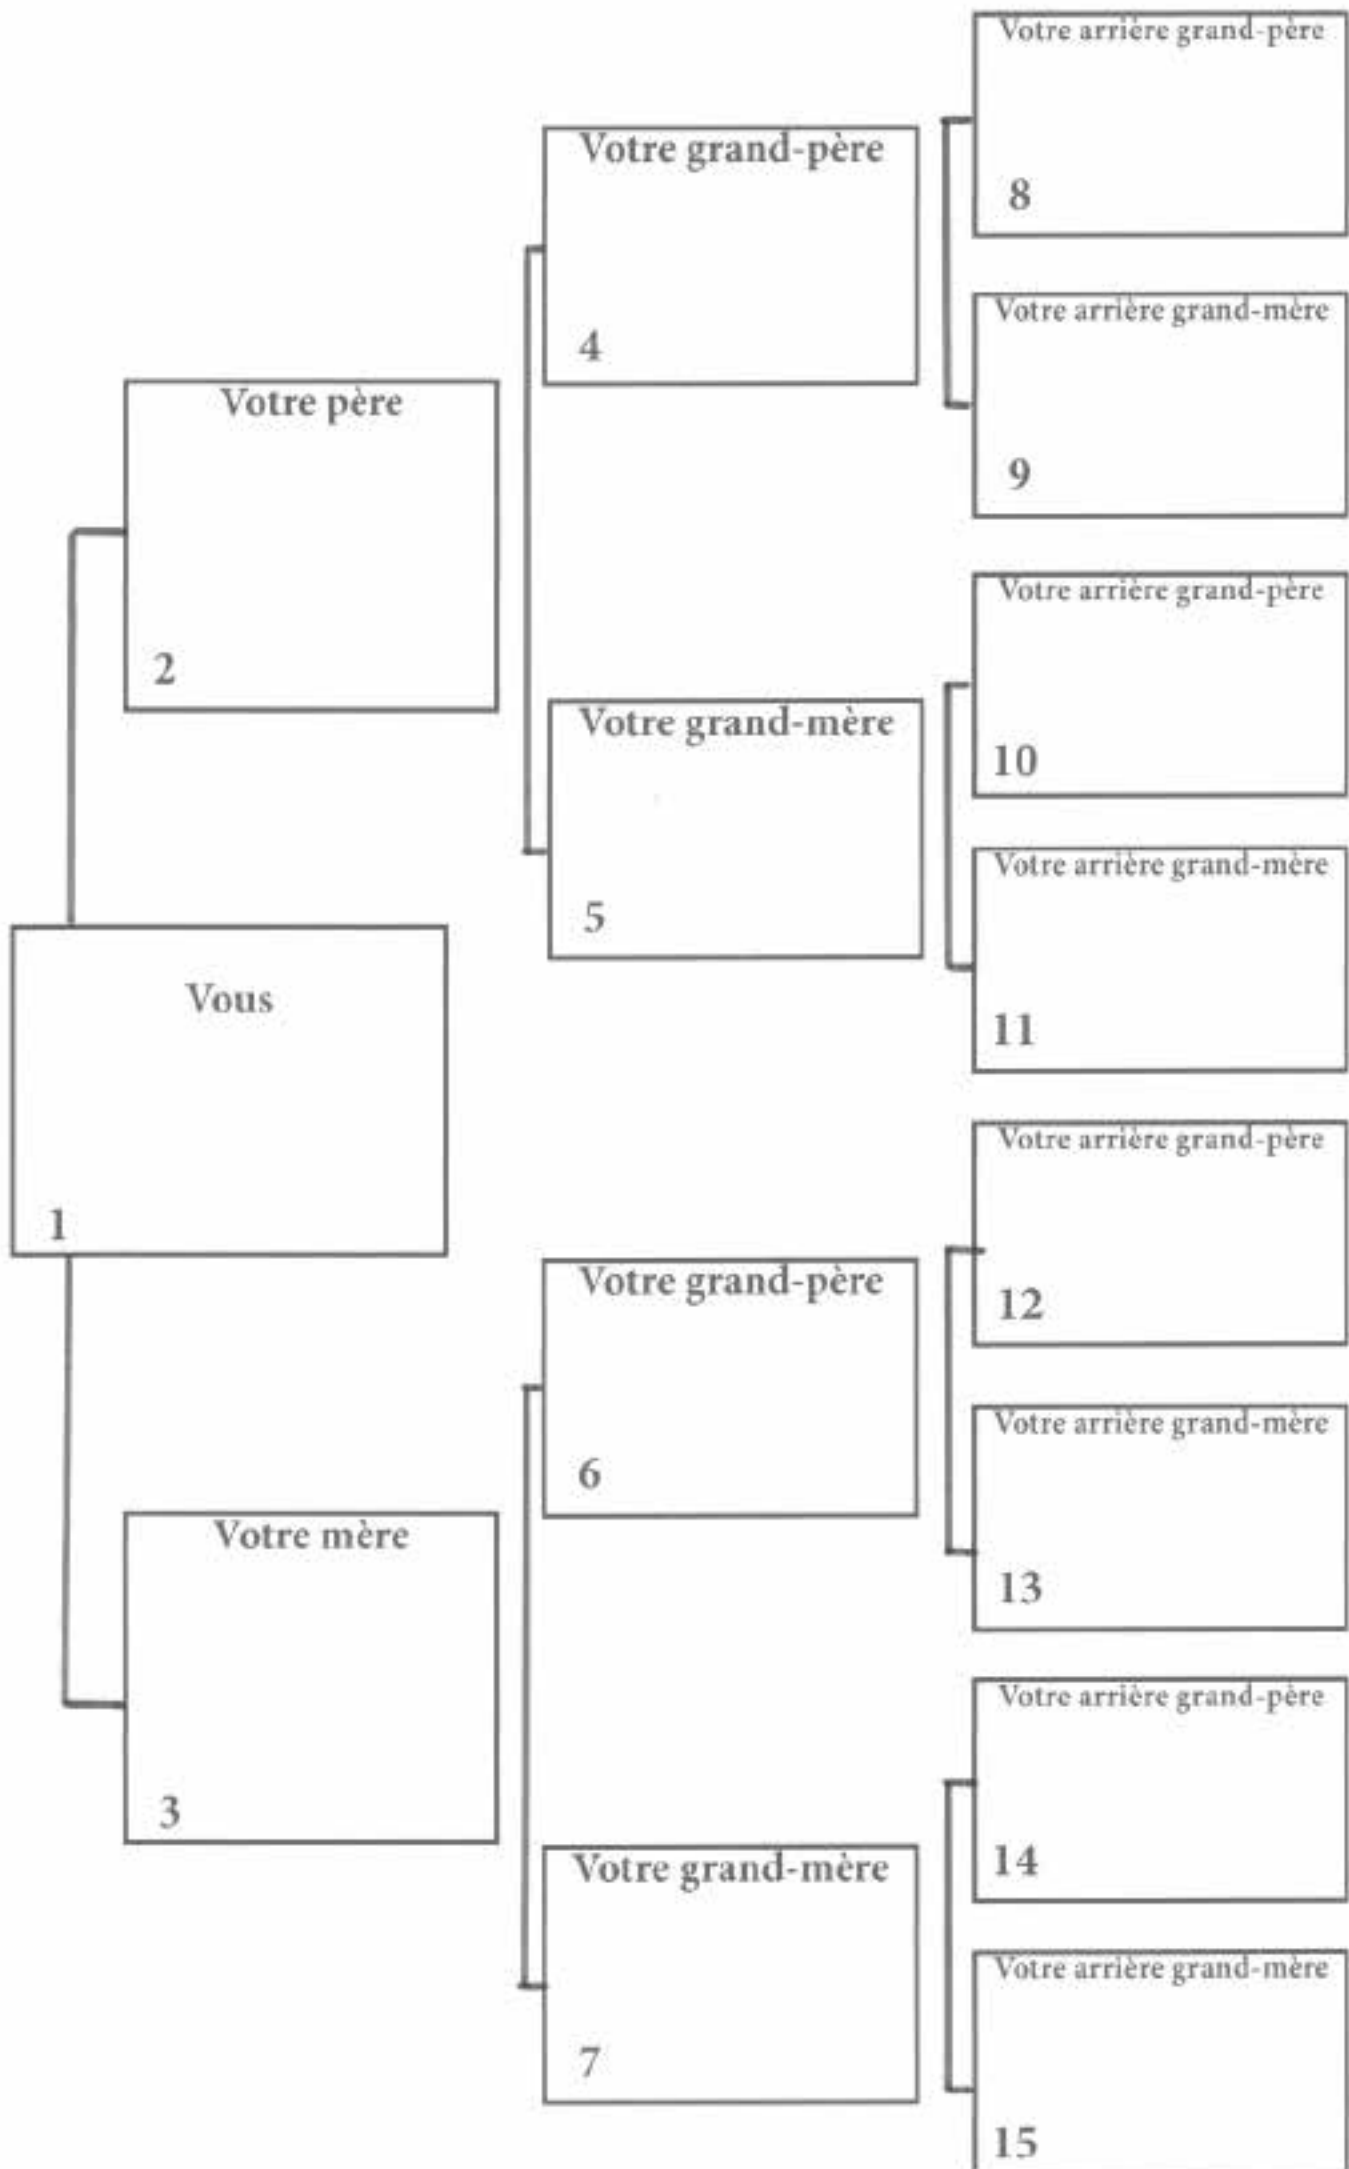 Votre arrière grand-père
8
Votre grand-père
4
Votre arrière grand-mère
9
Votre père
2
Votre arrière grand-père
10
Votre grand-mère
5
Votre arrière grand-mère
11
Vous
1
Votre arrière grand-père
12
Votre grand-père
6
Votre arrière grand-mère
13
Votre mère
3
Votre arrière grand-père
14
Votre grand-mère
7
Votre arrière grand-mère
15